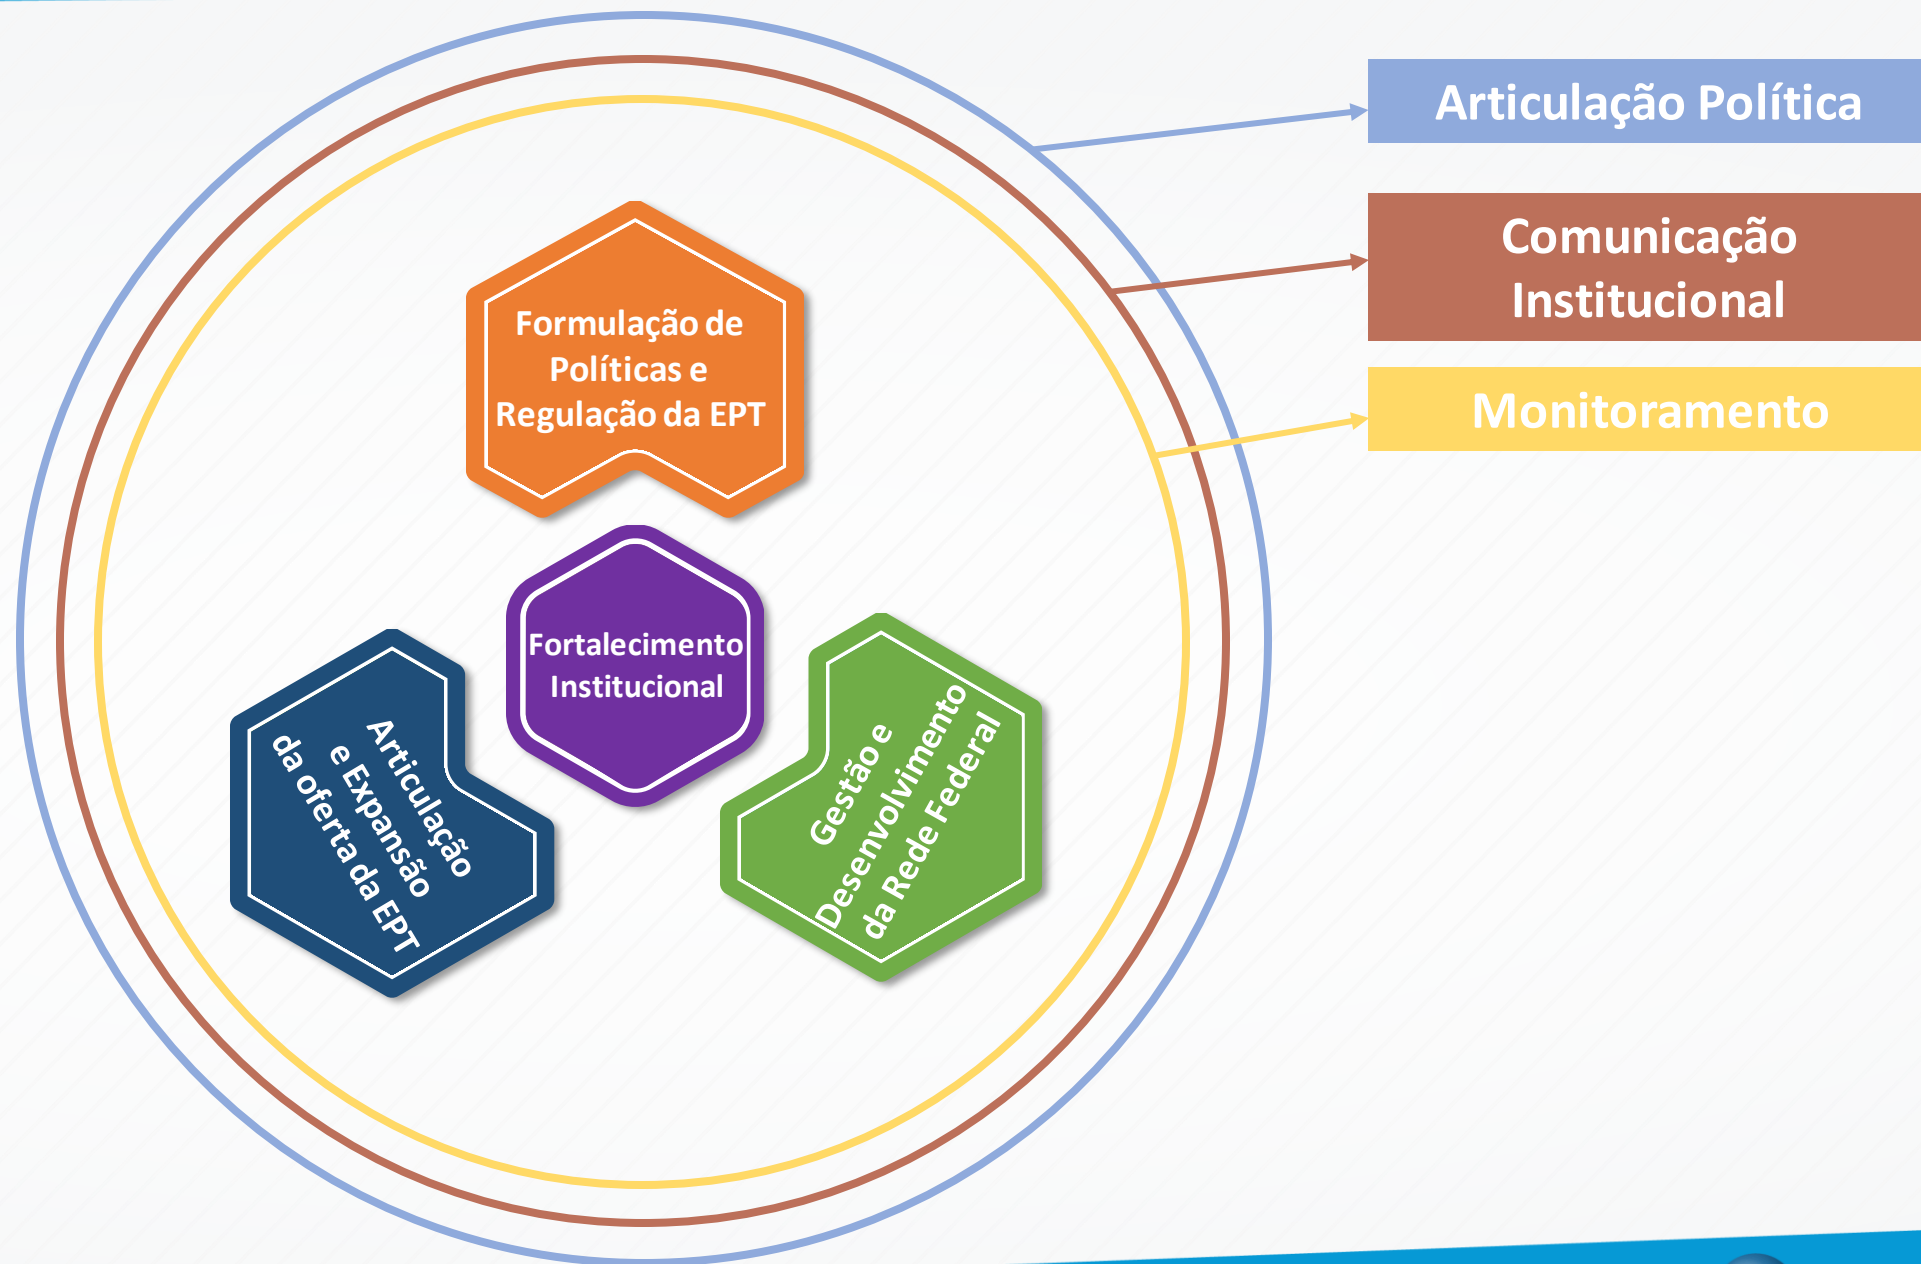 Articulação Política
Comunicação
Institucional
Monitoramento
Formulação de
Políticas e
Regulação da EPT
Fortalecimento
Institucional
Articulação
e Expansão
da oferta da EPT
Gestão e
Desenvolvimento
da Rede Federal